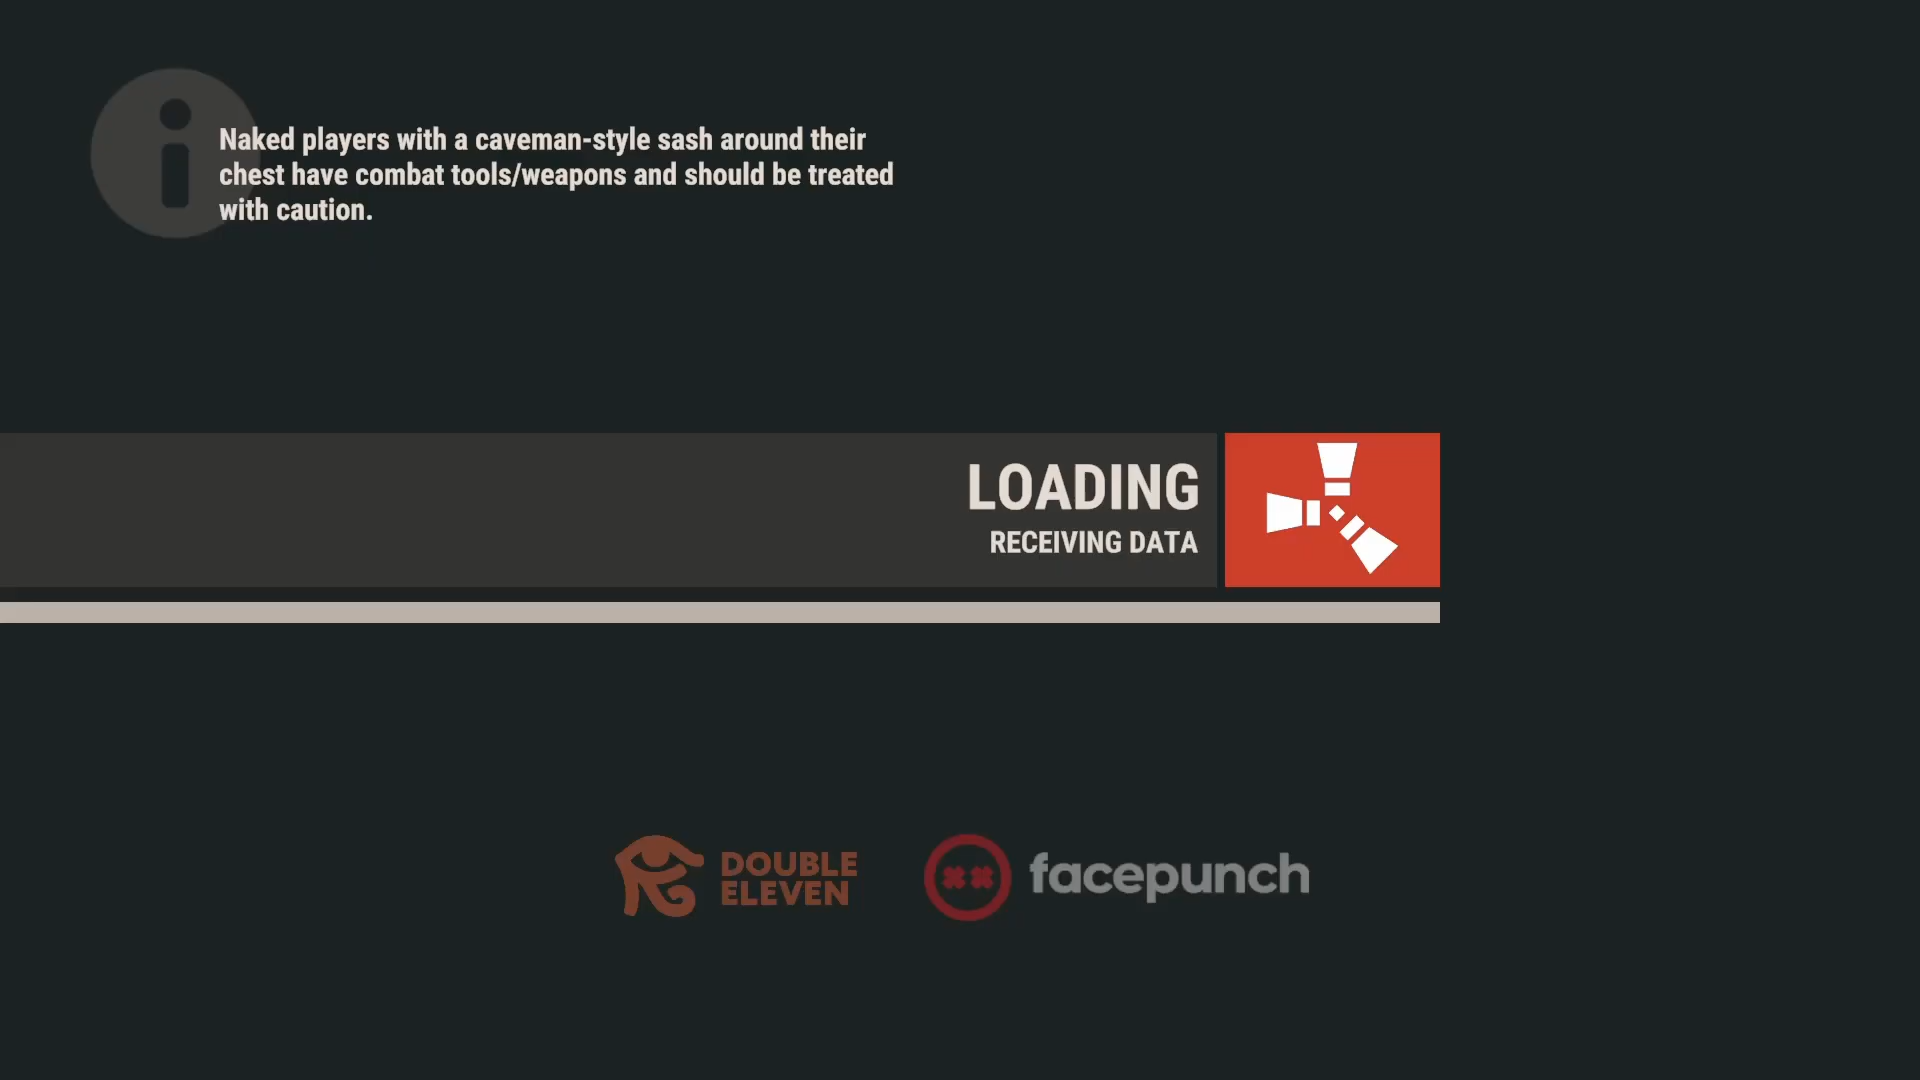 Naked players with a caveman-style sash around their
chest have combat tools/weapons and should be treated
with caution.
LOADING
RECEIVING DATA
DOUBLE
ELEVEN
facepunch